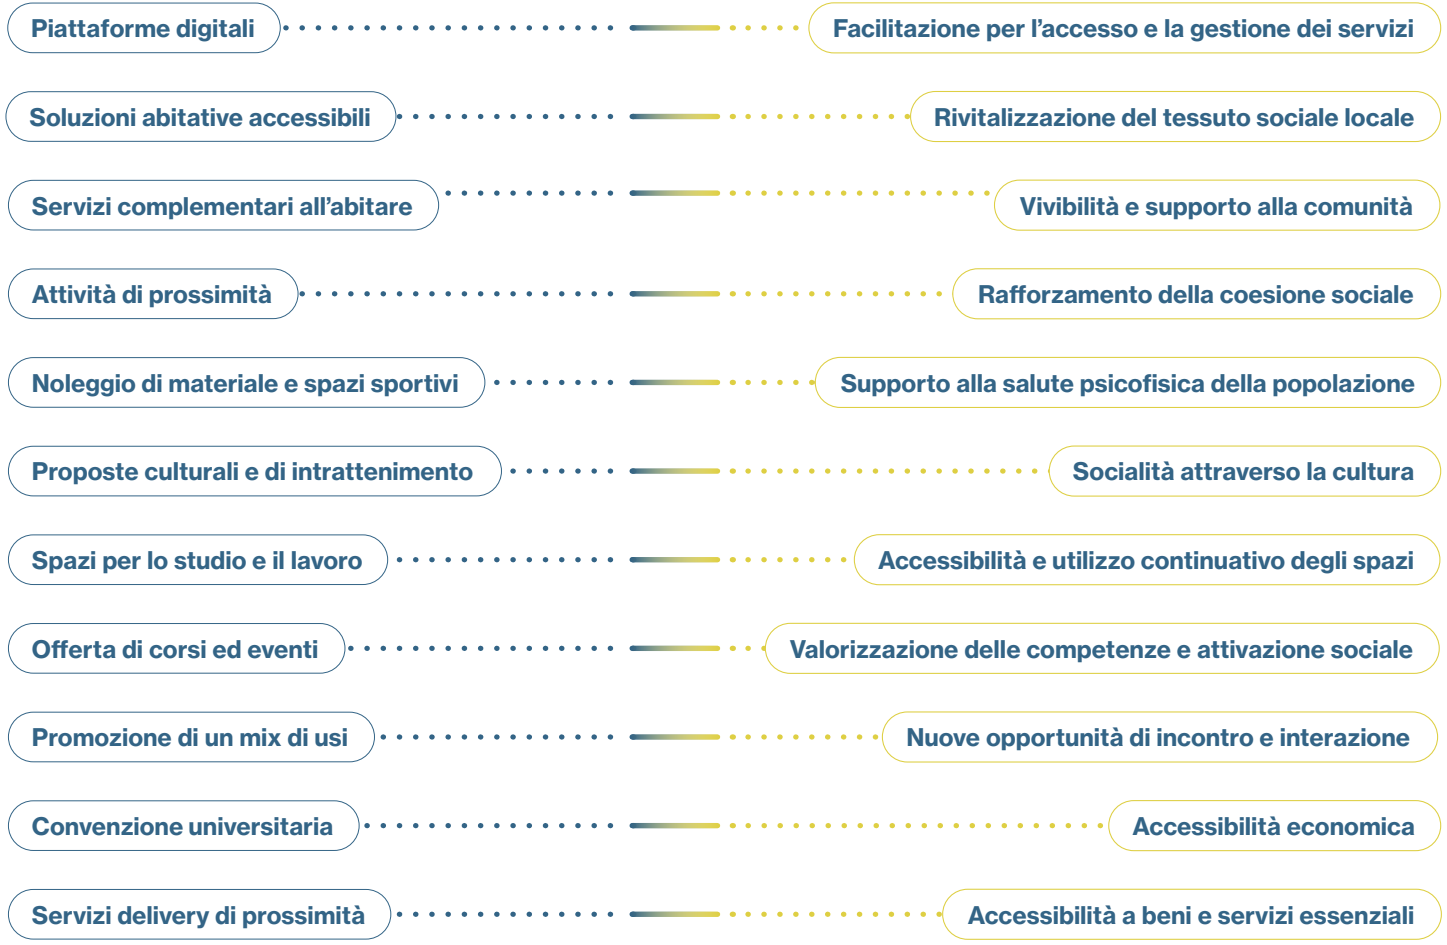 Piattaforme digitali
Facilitazione per l’accesso e la gestione dei servizi
Soluzioni abitative accessibili
Rivitalizzazione del tessuto sociale locale
Servizi complementari all’abitare
Vivibilità e supporto alla comunità
Attività di prossimità
Rafforzamento della coesione sociale
Noleggio di materiale e spazi sportivi
Supporto alla salute psicofisica della popolazione
Proposte culturali e di intrattenimento
Socialità attraverso la cultura
Spazi per lo studio e il lavoro
Accessibilità e utilizzo continuativo degli spazi
Offerta di corsi ed eventi
Valorizzazione delle competenze e attivazione sociale
Promozione di un mix di usi
Nuove opportunità di incontro e interazione
Convenzione universitaria
Accessibilità economica
Servizi delivery di prossimità
Accessibilità a beni e servizi essenziali